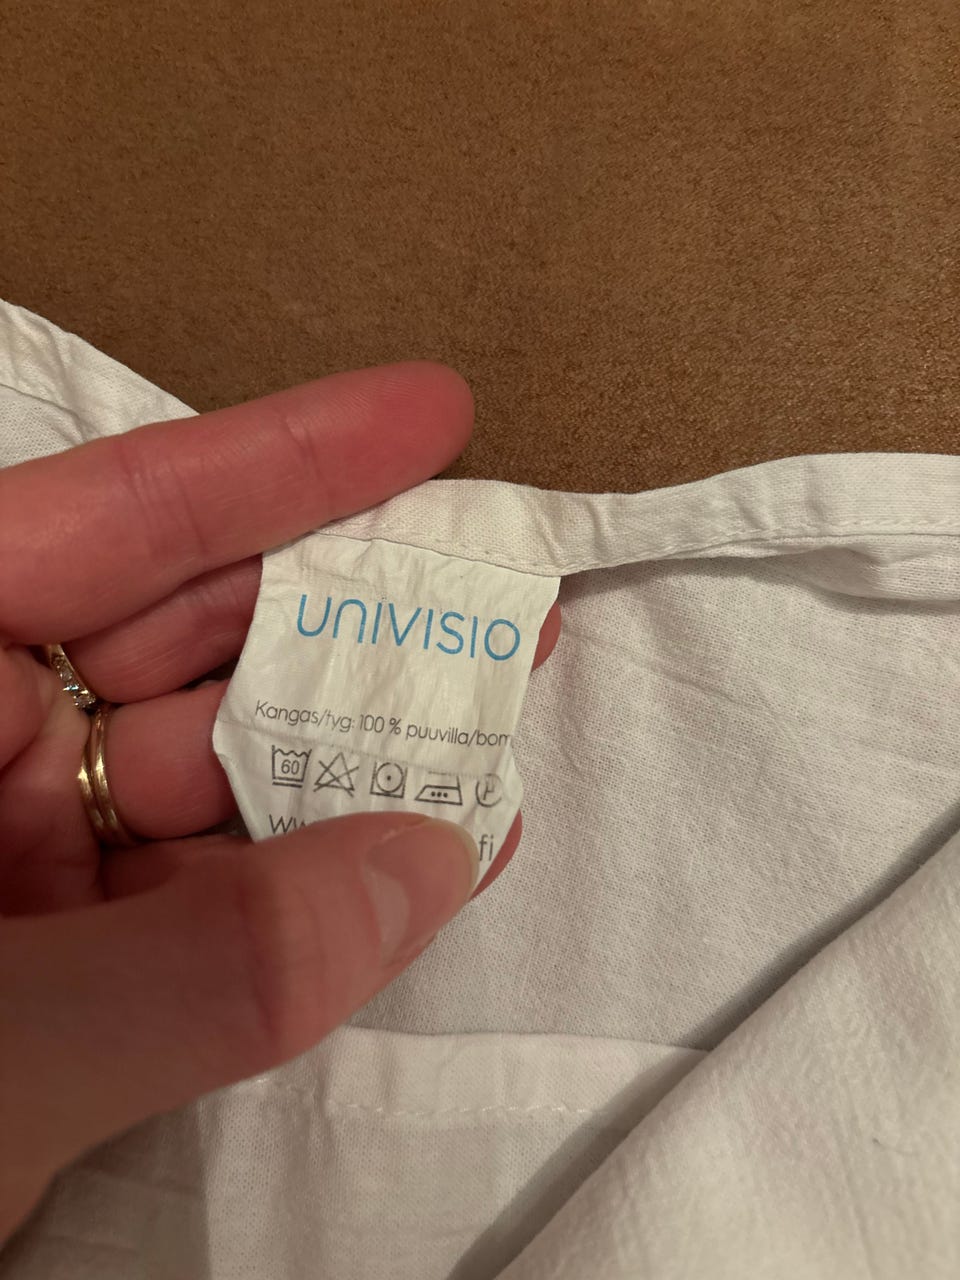 UNIVISIO
Kangas/tyg: 100 % puuvilla/bom
60 P
fi